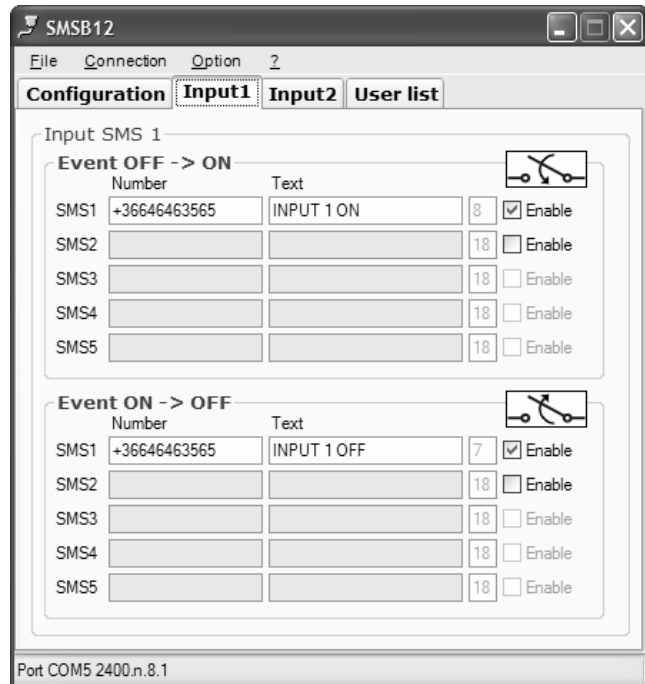 SMSB12
File Connection Option ?
Configuration Input1 Input2 User list
Input SMS 1
Event OFF -> ON
Number Text
SMS1 +36646463565 INPUT 1 ON 8 Enable
SMS2 18 Enable
SMS3 18 Enable
SMS4 18 Enable
SMS5 18 Enable
Event ON -> OFF
Number Text
SMS1 +36646463565 INPUT 1 OFF 7 Enable
SMS2 18 Enable
SMS3 18 Enable
SMS4 18 Enable
SMS5 18 Enable
Port COM5 2400.n.8.1